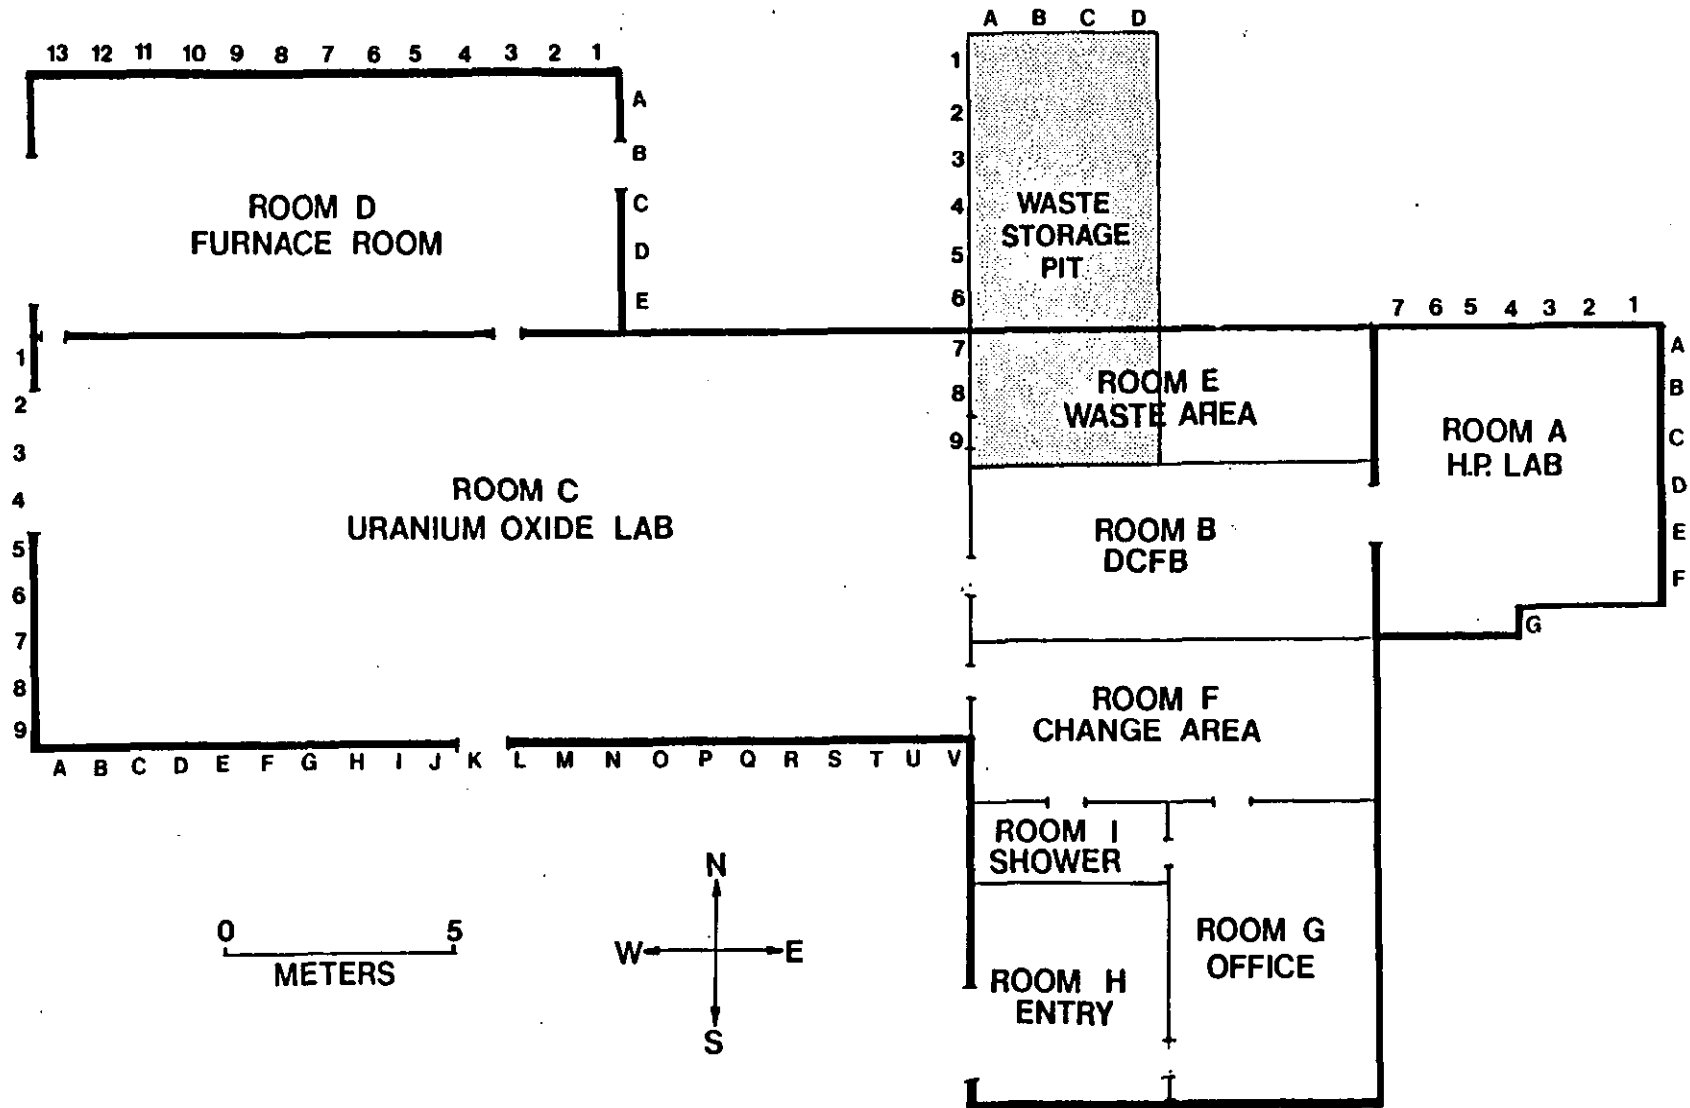 A B C D
13 12 11 10 9 8 7 6 5 4 3 2 1
A
B
C
D
E
1
2
3
4
5
6
7
8
9
ROOM D
FURNACE ROOM
WASTE
STORAGE
PIT
7 6 5 4 3 2 1
A
B
C
D
E
F
G
ROOM E
WASTE AREA
ROOM A
H.P. LAB
1
2
3
4
5
6
7
8
9
ROOM C
URANIUM OXIDE LAB
ROOM B
DCFB
ROOM F
CHANGE AREA
A B C D E F G H I J K L M N O P Q R S T U V
ROOM I
SHOWER
ROOM G
OFFICE
ROOM H
ENTRY
0 5
METERS
N
W E
S